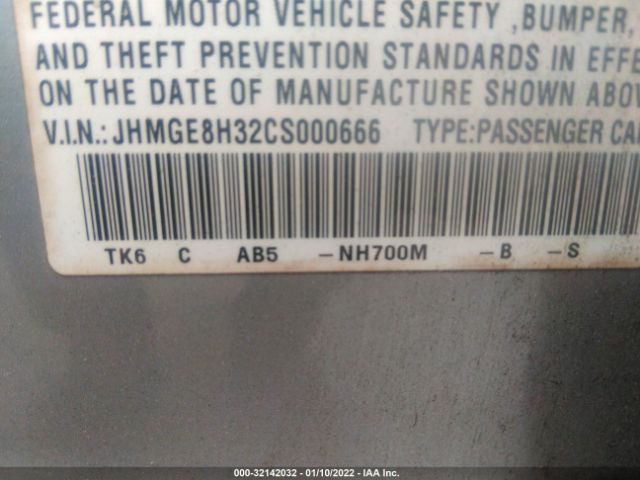 FEDERAL MOTOR VEHICLE SAFETY ,BUMPER,
AND THEFT PREVENTION STANDARDS IN EFFE
ON THE DATE OF MANUFACTURE SHOWN ABOV
V.I.N.: JHMGE8H32CS000666 TYPE:PASSENGER CAR
TK6 C AB5 -NH700M -B -S
000-32142032 - 01/10/2022 - IAA Inc.